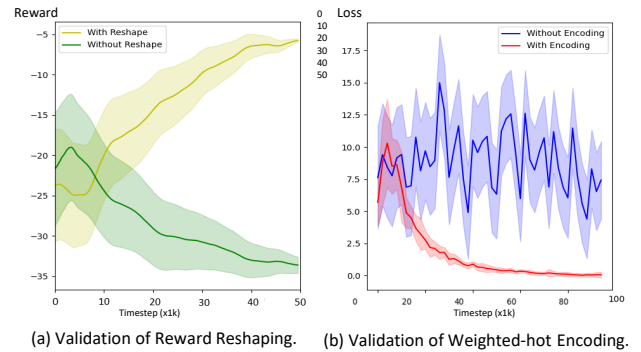 Reward
With Reshape
Without Reshape
−5
−10
−15
−20
−25
−30
−35
0 10 20 30 40 50
Timestep (x1k)
(a) Validation of Reward Reshaping.
0
10
20
30
50
Loss
Without Encoding
With Encoding
17.5
15.0
12.5
10.0
7.5
5.0
2.5
0.0
20 40 60 80 100
Timestep (x1k)
(b) Validation of Weighted-hot Encoding.